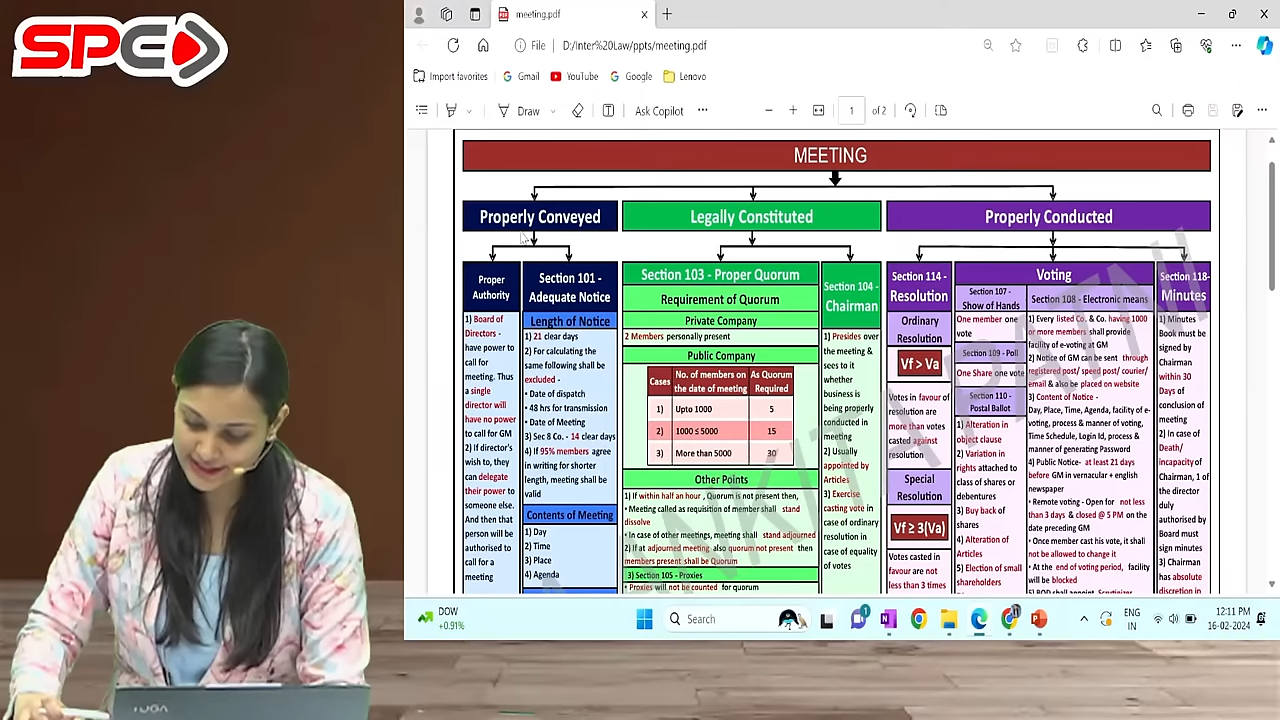 SPC
meeting.pdf
File
D:/Inter%20Law/ppts/meeting.pdf
Import favorites
Gmail
YouTube
Google
Lenovo
Draw
Ask Copilot
1
of 2
MEETING
Properly Conveyed
Legally Constituted
Properly Conducted
Proper
Authority
1) Board of
Directors -
have power to
call for
meeting. Thus
a single
director will
have no power
to call for GM
2) If director's
wish to, they
can delegate
their power to
someone else.
And then that
person will be
authorised to
call for a
meeting
Section 101 -
Adequate Notice
Length of Notice
1) 21 clear days
2) For calculating the
same following shall be
excluded -
• Date of dispatch
• 48 hrs for transmission
• Date of Meeting
3) Sec 8 Co. - 14 clear days
4) If 95% members agree
in writing for shorter
length, meeting shall be
valid
Contents of Meeting
1) Day
2) Time
3) Place
4) Agenda
Section 103 - Proper Quorum
Requirement of Quorum
Private Company
2 Members personally present
Public Company
Cases
No. of members on
the date of meeting
As Quorum
Required
1) Upto 1000 5
2) 1000 ≤ 5000 15
3) More than 5000 30
Other Points
1) If within half an hour , Quorum is not present then,
• Meeting called as requisition of member shall stand
dissolve
• In case of other meetings, meeting shall stand adjourned
2) If at adjourned meeting also quorum not present then
members present shall be Quorum
3) Section 105 - Proxies
• Proxies will not be counted for quorum
Section 104 -
Chairman
1) Presides over
the meeting &
sees to it
whether
business is
being properly
conducted in
meeting
2) Usually
appointed by
Articles
3) Exercise
casting vote in
case of ordinary
resolution in
case of equality
of votes
Section 114 -
Resolution
Ordinary
Resolution
Vf > Va
Votes in favour of
resolution are
more than votes
casted against
resolution
Special
Resolution
Vf ≥ 3(Va)
Votes casted in
favour are not
less than 3 times
Voting
Section 107 -
Show of Hands
One member one
vote
Section 109 - Poll
One Share one vote
Section 110 -
Postal Ballot
1) Alteration in
object clause
2) Variation in
rights attached to
class of shares or
debentures
3) Buy back of
shares
4) Alteration of
Articles
5) Election of small
shareholders
Section 108 - Electronic means
1) Every listed Co. & Co. having 1000
or more members shall provide
facility of e-voting at GM
2) Notice of GM can be sent through
registered post/ speed post/ courier/
email & also be placed on website
3) Content of Notice -
Day, Place, Time, Agenda, facility of e-
voting, process & manner of voting,
Time Schedule, Login Id, process &
manner of generating Password
4) Public Notice- at least 21 days
before GM in vernacular + english
newspaper
• Remote voting - Open for not less
than 3 days & closed @ 5 PM on the
date preceding GM
• Once member cast his vote, it shall
not be allowed to change it
• At the end of voting period, facility
will be blocked
5) BOD shall appoint Scrutinizer
Section 118-
Minutes
1) Minutes
Book must be
signed by
Chairman
within 30
Days of
conclusion of
meeting
2) In case of
Death/
incapacity of
Chairman, 1 of
the director
duly
authorised by
Board must
sign minutes
3) Chairman
has absolute
discretion in
DOW
+0.91%
Search
ENG
IN
12:11 PM
16-02-2024
YOGA